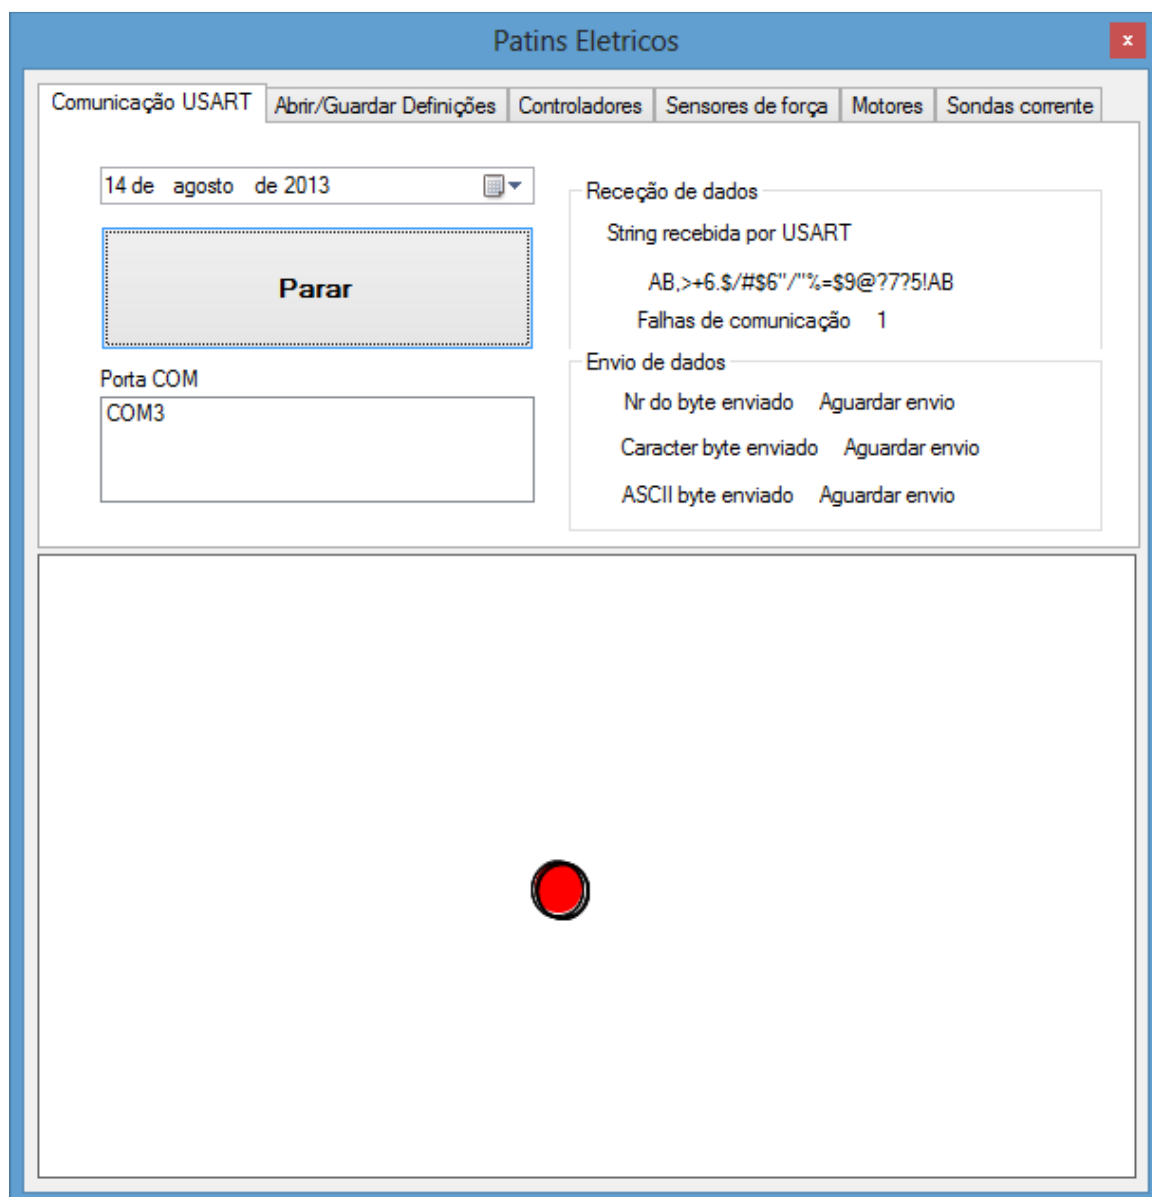 Patins Eletricos
x
Comunicação USART Abrir/Guardar Definições Controladores Sensores de força Motores Sondas corrente
14 de agosto de 2013
Parar
Porta COM
COM3
Receção de dados
String recebida por USART
AB,>+6.$/#$6"/"%=$9@?7?5!AB
Falhas de comunicação 1
Envio de dados
Nr do byte enviado Aguardar envio
Caracter byte enviado Aguardar envio
ASCII byte enviado Aguardar envio